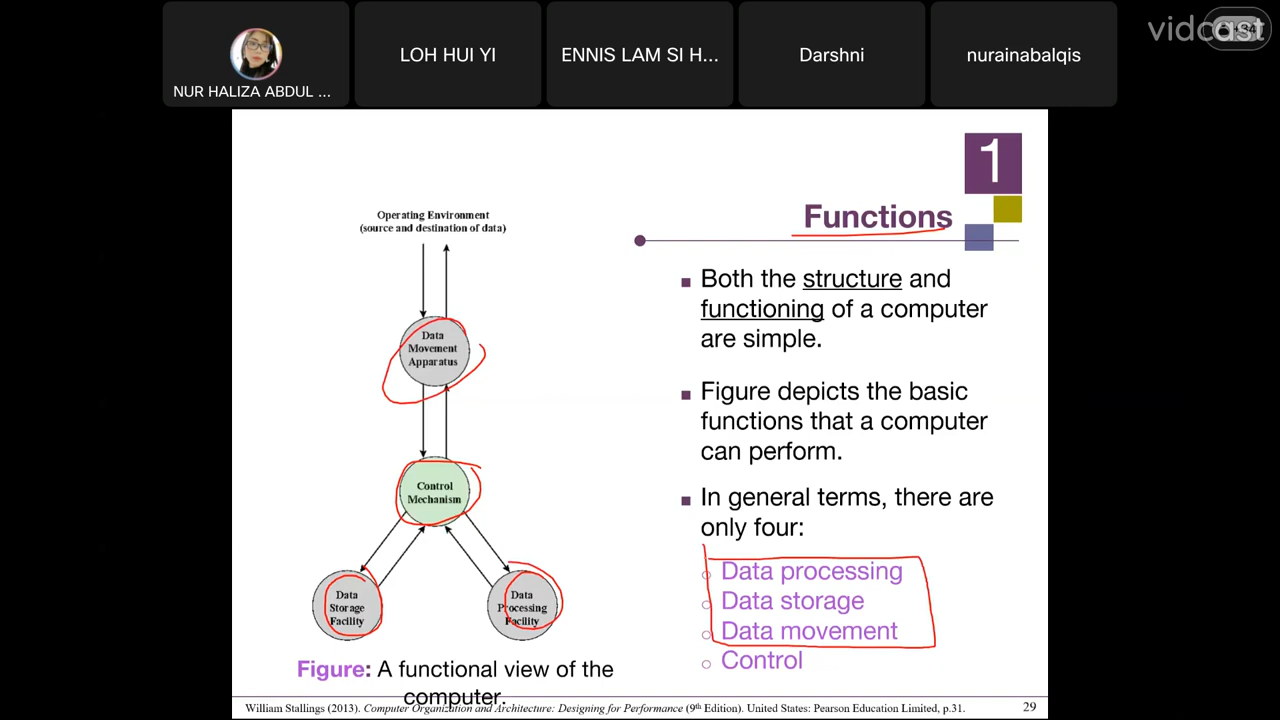 vidcast
NUR HALIZA ABDUL ...
LOH HUI YI
ENNIS LAM SI H...
Darshni
nurainabalqis
1
Functions
Operating Environment
(source and destination of data)
Data
Movement
Apparatus
Control
Mechanism
Data
Storage
Facility
Data
Processing
Facility
Figure: A functional view of the
computer.
■ Both the structure and
functioning of a computer
are simple.
■ Figure depicts the basic
functions that a computer
can perform.
■ In general terms, there are
only four:
○ Data processing
○ Data storage
○ Data movement
○ Control
William Stallings (2013). Computer Organization and Architecture: Designing for Performance (9th Edition). United States: Pearson Education Limited, p.31.
29